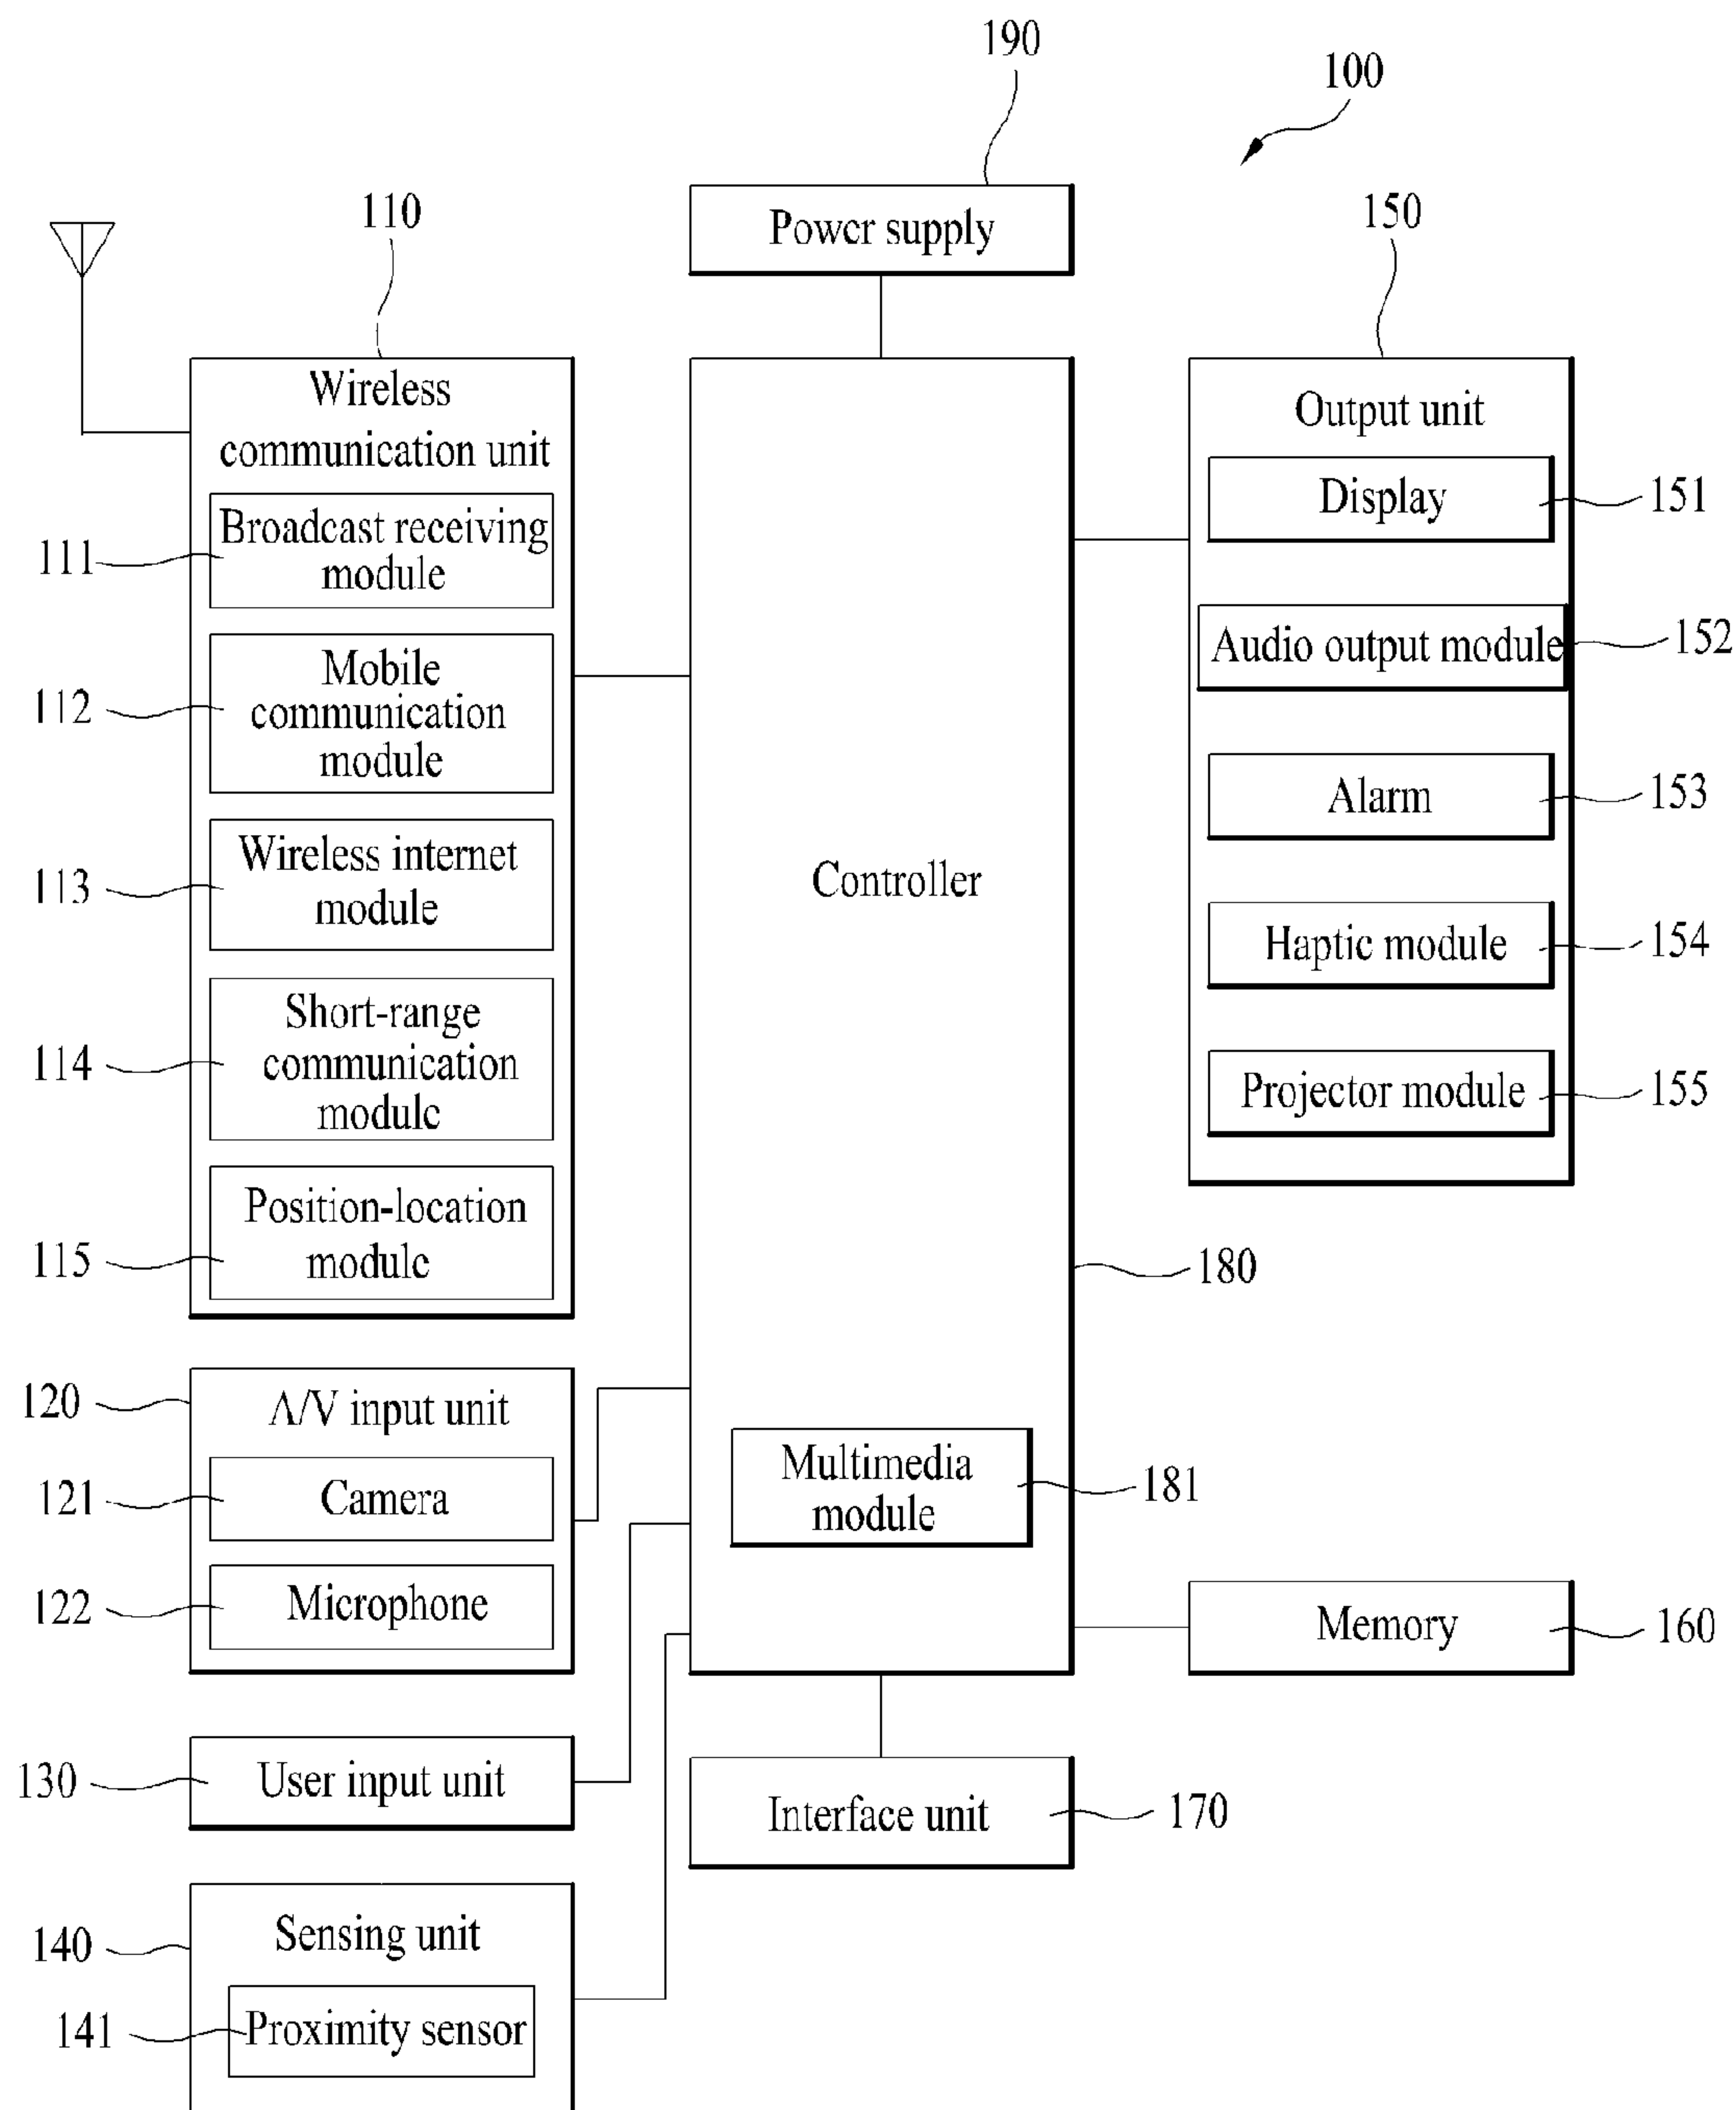 190
100
Power supply
110
150
Wireless
communication unit
Output unit
Display
151
Broadcast receiving
module
111
Audio output module
152
Mobile
communication
module
112
Alarm
153
Wireless internet
module
113
Controller
Haptic module
154
Short-range
communication
module
114
Projector module
155
Position-location
module
115
180
120
A/V input unit
121
Camera
Multimedia
module
181
122
Microphone
Memory
160
130
User input unit
Interface unit
170
140
Sensing unit
141
Proximity sensor